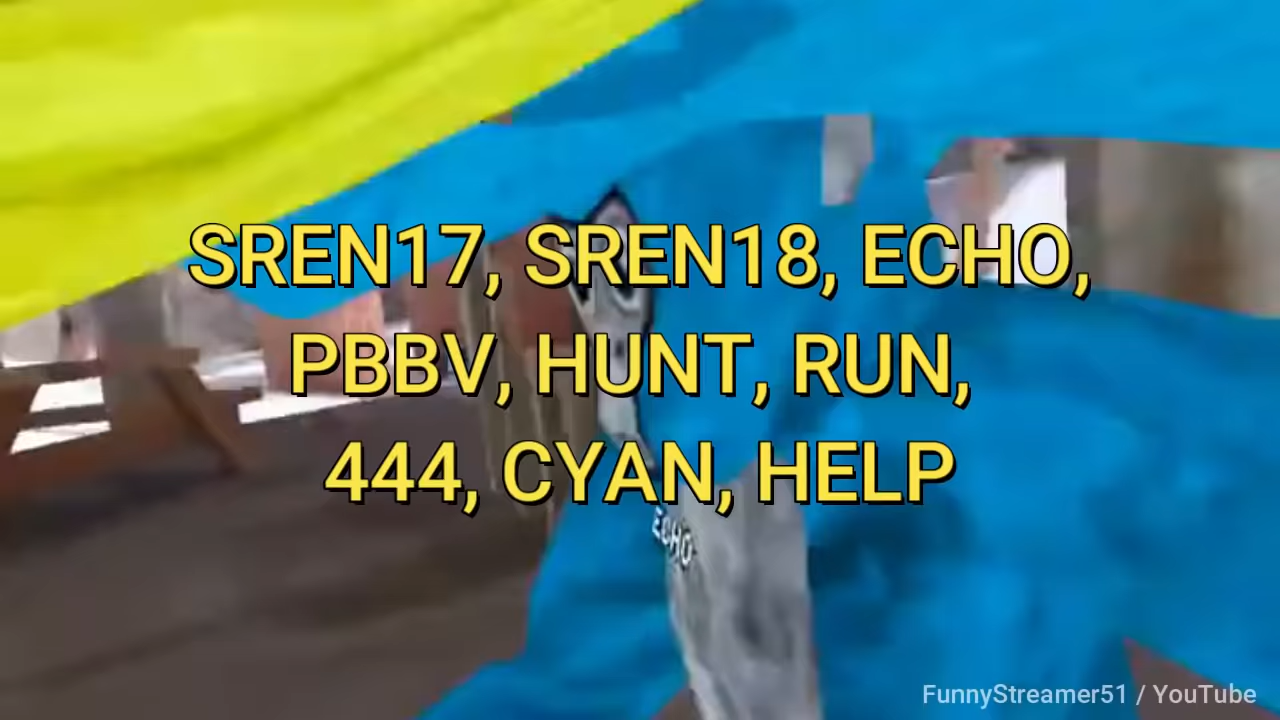 SREN17, SREN18, ECHO,
PBBV, HUNT, RUN,
444, CYAN, HELP
ECHO
FunnyStreamer51 / YouTube